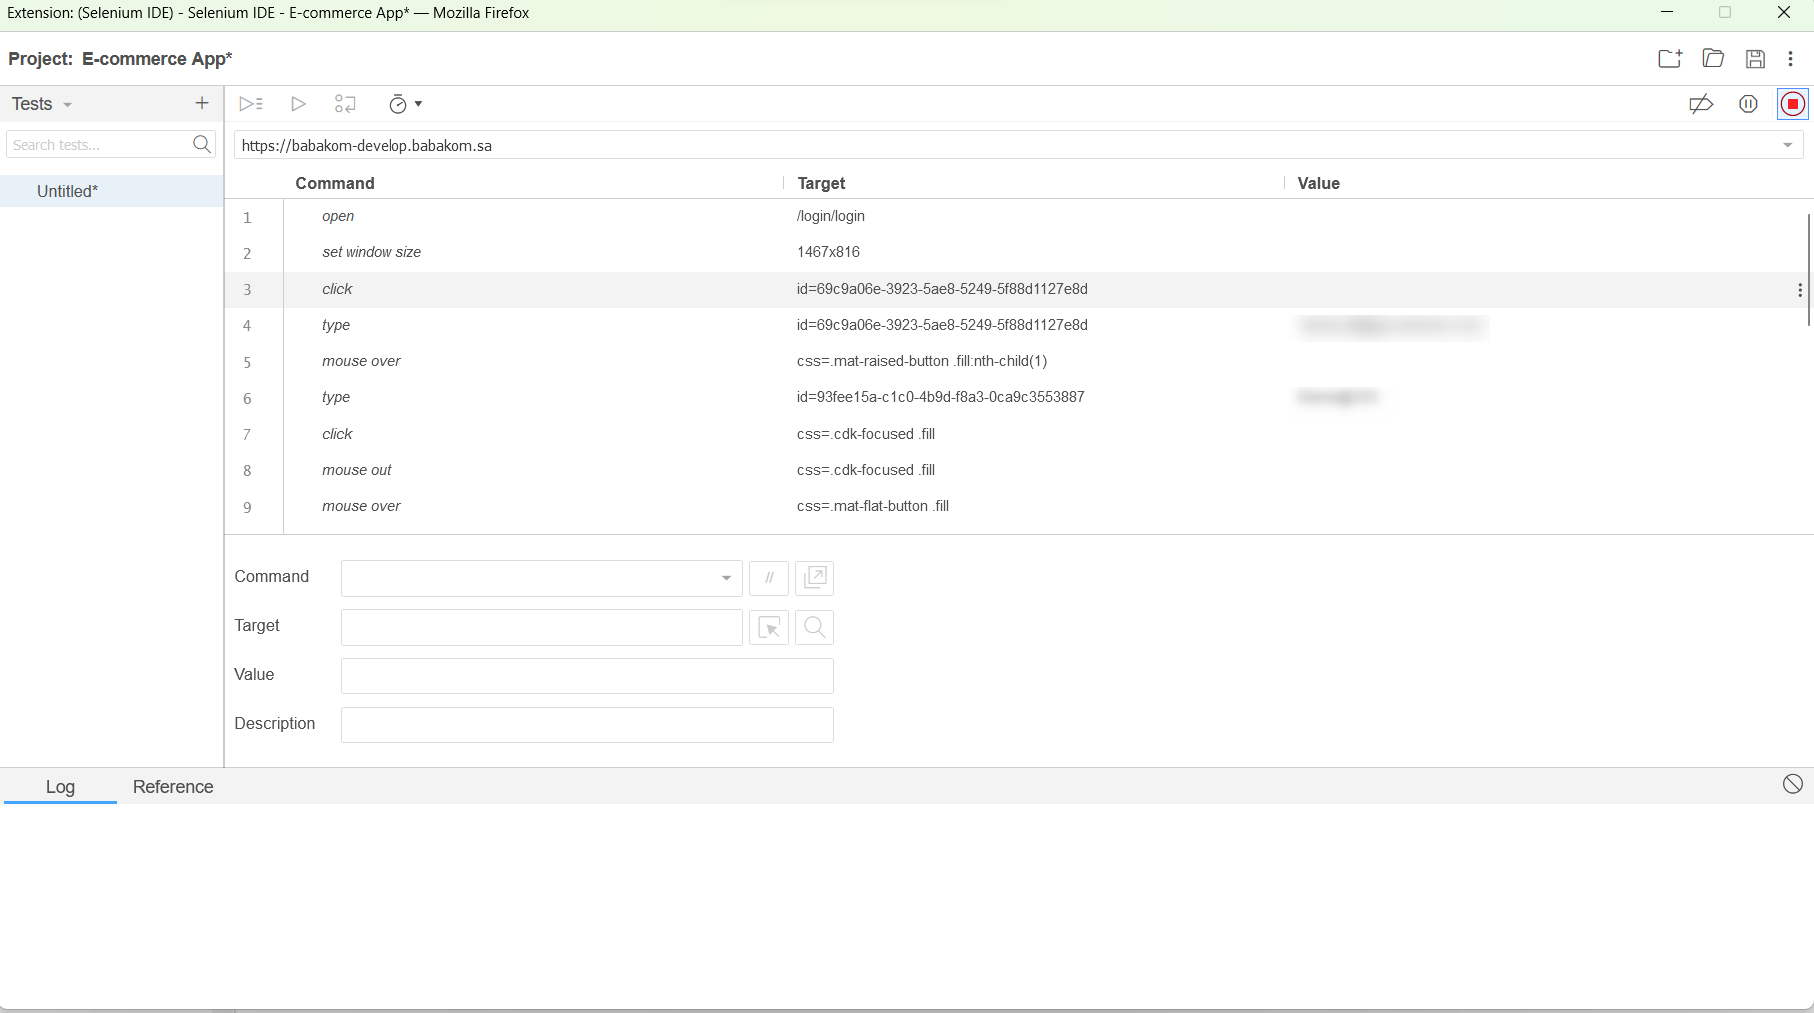 Extension: (Selenium IDE) - Selenium IDE - E-commerce App* — Mozilla Firefox
Project: E-commerce App*
Tests
Search tests...
https://babakom-develop.babakom.sa
Untitled*
Command Target Value
1 open /login/login
2 set window size 1467x816
3 click id=69c9a06e-3923-5ae8-5249-5f88d1127e8d
4 type id=69c9a06e-3923-5ae8-5249-5f88d1127e8d
5 mouse over css=.mat-raised-button .fill:nth-child(1)
6 type id=93fee15a-c1c0-4b9d-f8a3-0ca9c3553887
7 click css=.cdk-focused .fill
8 mouse out css=.cdk-focused .fill
9 mouse over css=.mat-flat-button .fill
Command //
Target
Value
Description
Log Reference